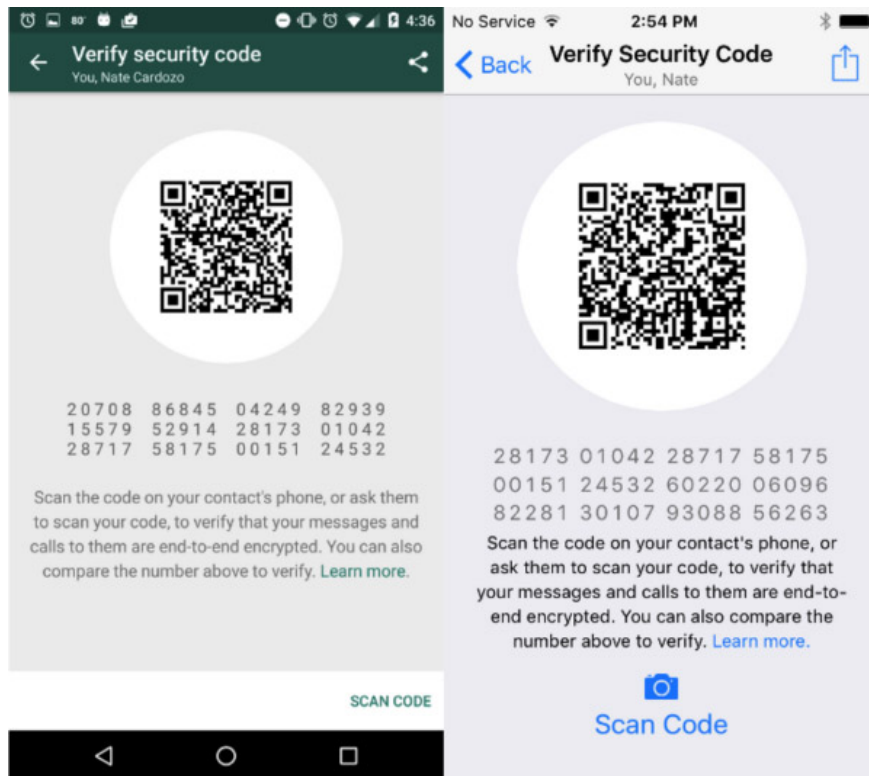 80°
4:36
Verify security code
You, Nate Cardozo
20708 86845 04249 82939
15579 52914 28173 01042
28717 58175 00151 24532
Scan the code on your contact's phone, or ask them
to scan your code, to verify that your messages and
calls to them are end-to-end encrypted. You can also
compare the number above to verify. Learn more.
SCAN CODE
No Service
2:54 PM
Back
Verify Security Code
You, Nate
28173 01042 28717 58175
00151 24532 60220 06096
82281 30107 93088 56263
Scan the code on your contact's phone, or
ask them to scan your code, to verify that
your messages and calls to them are end-to-
end encrypted. You can also compare the
number above to verify. Learn more.
Scan Code